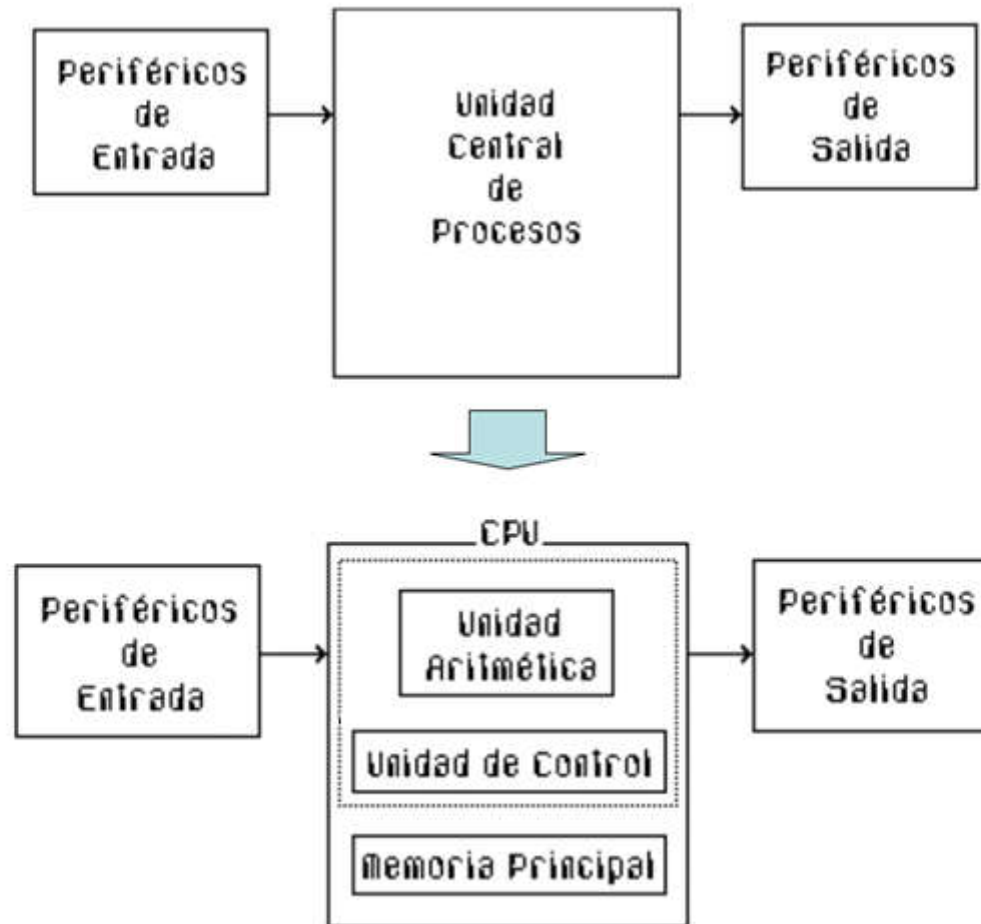 Periféricos
de
Entrada
Unidad
Central
de
Procesos
Periféricos
de
Salida
CPU
Periféricos
de
Entrada
Unidad
Aritmética
Unidad de Control
Memoria Principal
Periféricos
de
Salida